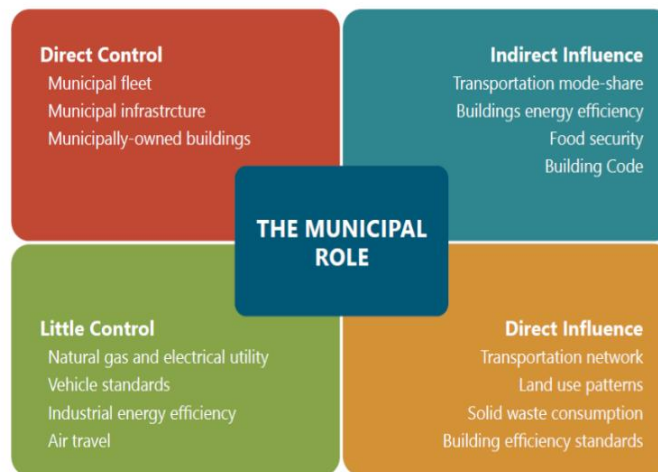 Direct Control
Municipal fleet
Municipal infrastrcture
Municipally-owned buildings
Indirect Influence
Transportation mode-share
Buildings energy efficiency
Food security
Building Code
THE MUNICIPAL
ROLE
Little Control
Natural gas and electrical utility
Vehicle standards
Industrial energy efficiency
Air travel
Direct Influence
Transportation network
Land use patterns
Solid waste consumption
Building efficiency standards